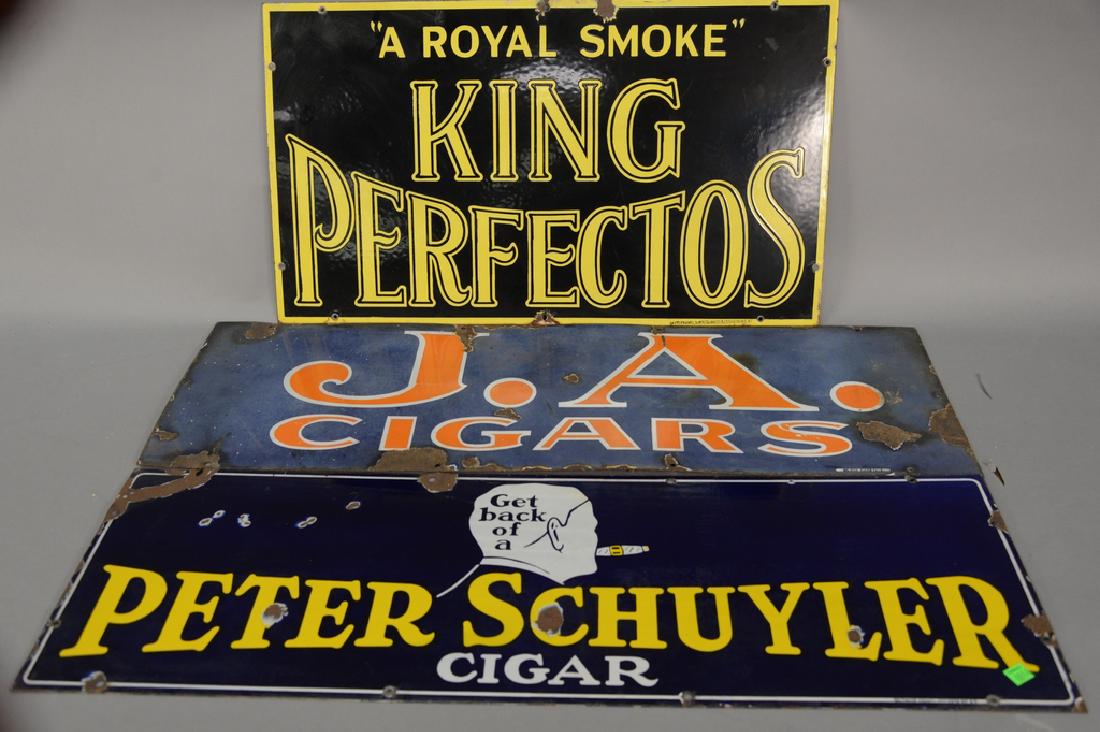 "A ROYAL SMOKE"
KING
PERFECTOS
J.A.
CIGARS
Get
back
of
a
PETER SCHUYLER
CIGAR